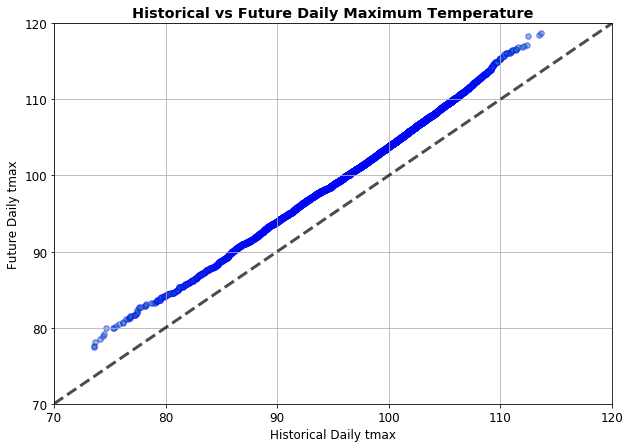 Historical vs Future Daily Maximum Temperature
120
110
100
90
80
70
Future Daily tmax
70 80 90 100 110 120
Historical Daily tmax